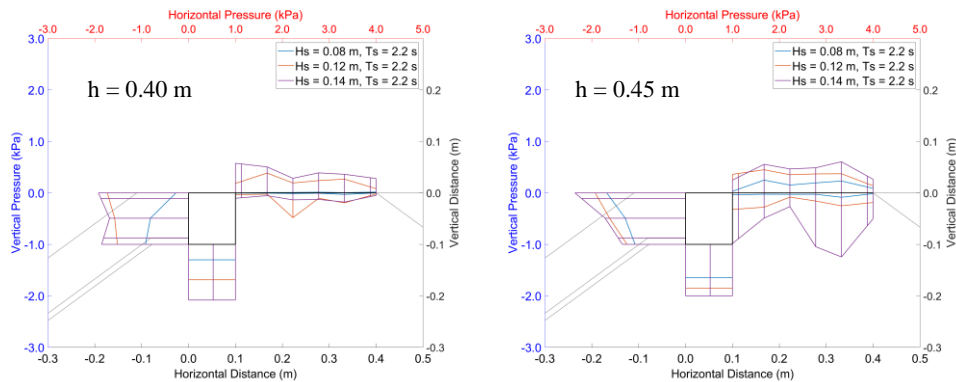 Horizontal Pressure (kPa)
-3.0 -2.0 -1.0 0.0 1.0 2.0 3.0 4.0 5.0
3.0
2.0
1.0
0.0
-1.0
-2.0
-3.0
Vertical Pressure (kPa)
Hs = 0.08 m, Ts = 2.2 s
Hs = 0.12 m, Ts = 2.2 s
Hs = 0.14 m, Ts = 2.2 s
h = 0.40 m
0.2
0.1
0.0
-0.1
-0.2
-0.3
Vertical Distance (m)
-0.3 -0.2 -0.1 0.0 0.1 0.2 0.3 0.4 0.5
Horizontal Distance (m)
Horizontal Pressure (kPa)
-3.0 -2.0 -1.0 0.0 1.0 2.0 3.0 4.0 5.0
3.0
2.0
1.0
0.0
-1.0
-2.0
-3.0
Vertical Pressure (kPa)
Hs = 0.08 m, Ts = 2.2 s
Hs = 0.12 m, Ts = 2.2 s
Hs = 0.14 m, Ts = 2.2 s
h = 0.45 m
0.2
0.1
0.0
-0.1
-0.2
-0.3
Vertical Distance (m)
-0.3 -0.2 -0.1 0.0 0.1 0.2 0.3 0.4 0.5
Horizontal Distance (m)